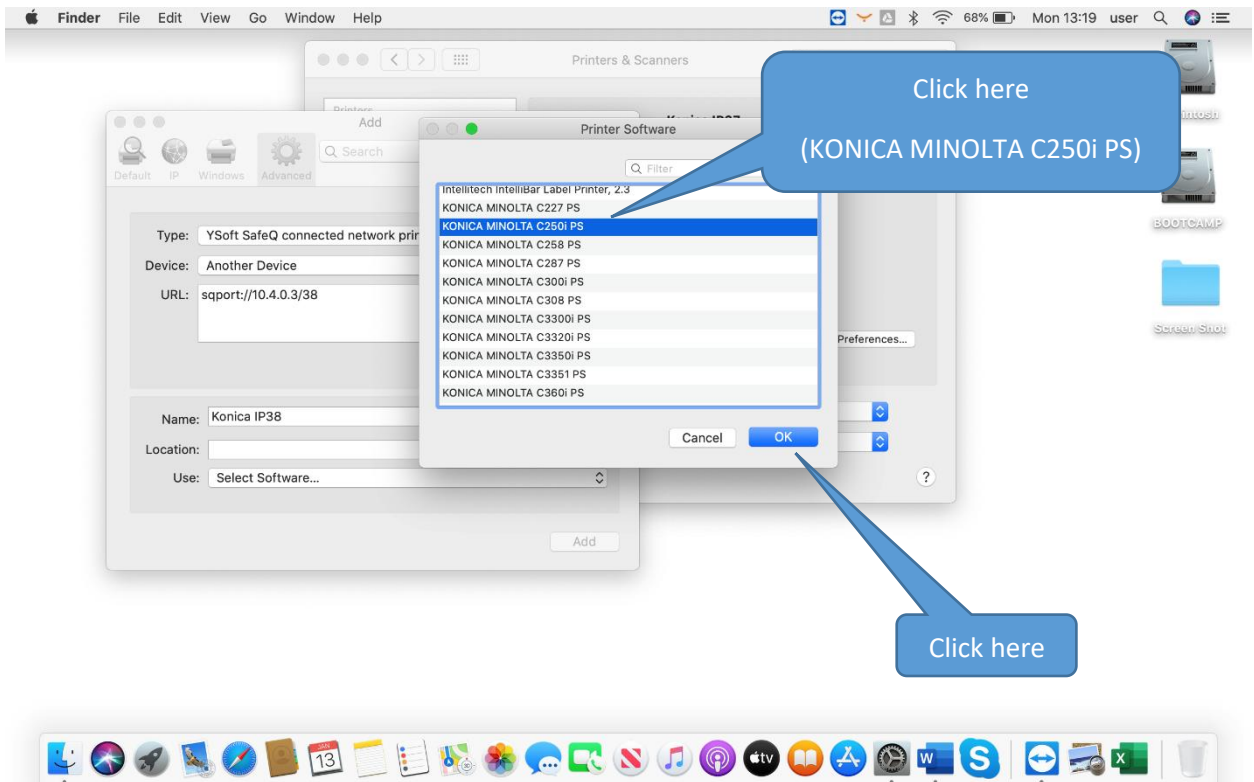 Finder File Edit View Go Window Help 68% Mon 13:19 user
Printers & Scanners
Click here
(KONICA MINOLTA C250i PS)
Printers
Add
Printer Software
Q Search
Q Filter
Default IP Windows Advanced
Intellitech IntelliBar Label Printer, 2.3
KONICA MINOLTA C227 PS
KONICA MINOLTA C250i PS
KONICA MINOLTA C258 PS
KONICA MINOLTA C287 PS
KONICA MINOLTA C300i PS
KONICA MINOLTA C308 PS
KONICA MINOLTA C3300i PS
KONICA MINOLTA C3320i PS
KONICA MINOLTA C3350i PS
KONICA MINOLTA C3351 PS
KONICA MINOLTA C360i PS
Cancel OK
Type: YSoft SafeQ connected network prin
Device: Another Device
URL: sqport://10.4.0.3/38
Preferences...
Name: Konica IP38
Location:
Use: Select Software...
?
Add
BOOTCAMP
Screen Shot
Click here
JAN
13
tv
W
S
X